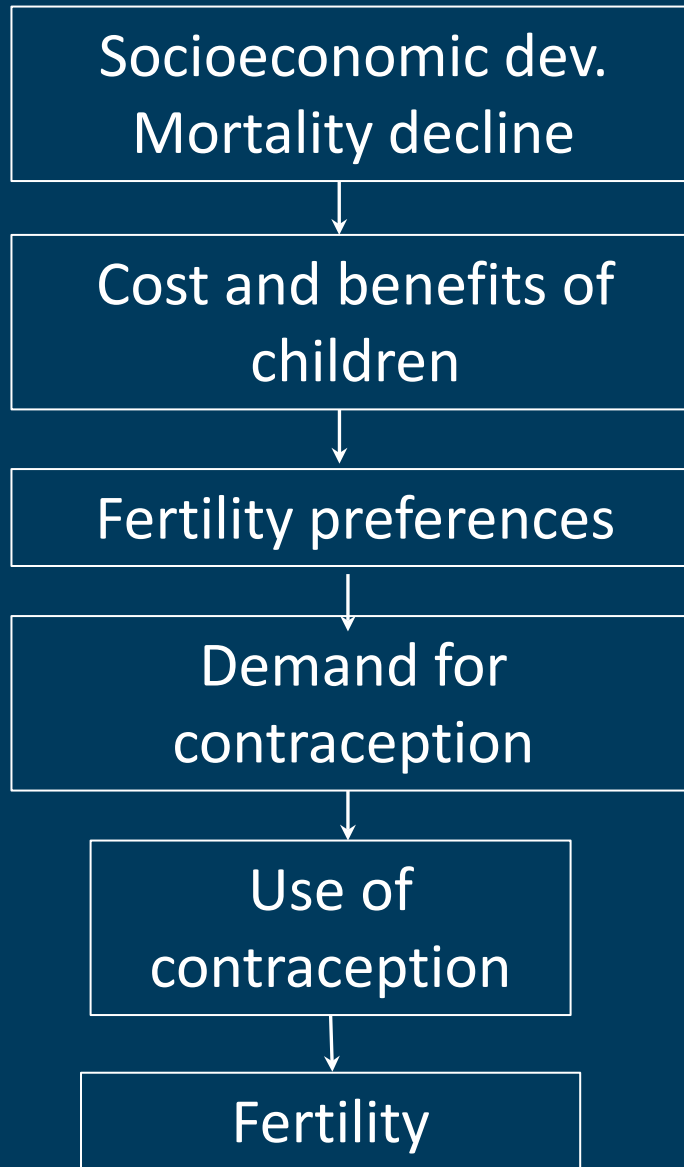 Socioeconomic dev.
Mortality decline
Cost and benefits of
children
Fertility preferences
Demand for
contraception
Use of
contraception
Fertility